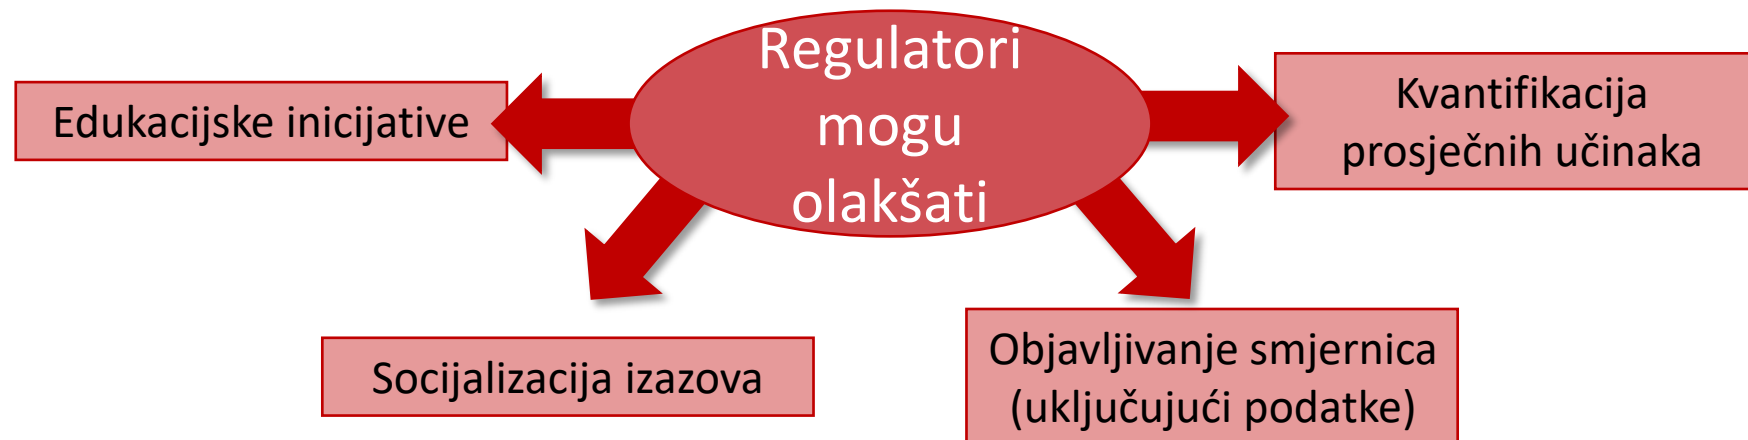 Regulatori
mogu
olakšati
Edukacijske inicijative
Kvantifikacija
prosječnih učinaka
Socijalizacija izazova
Objavljivanje smjernica
(uključujući podatke)